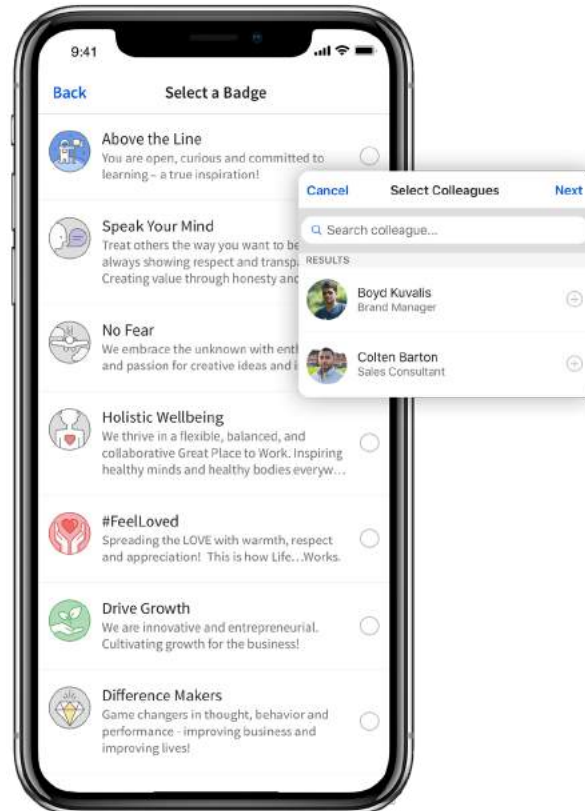 9:41
Back
Select a Badge
Above the Line
You are open, curious and committed to
learning – a true inspiration!
Speak Your Mind
Treat others the way you want to be
always showing respect and
Creating value through honesty
No Fear
We embrace the unknown with
and passion for creative ideas and
Holistic Wellbeing
We thrive in a flexible, balanced, and
collaborative Great Place to Work. Inspiring
healthy minds and healthy bodies everyw...
#FeelLoved
Spreading the LOVE with warmth, respect
and appreciation! This is how Life...Works.
Drive Growth
We are innovative and entrepreneurial.
Cultivating growth for the business!
Difference Makers
Game changers in thought, behavior and
performance - improving business and
improving lives!
Cancel
Select Colleagues
Next
Search colleague...
RESULTS
Boyd Kuvalis
Brand Manager
Colten Barton
Sales Consultant